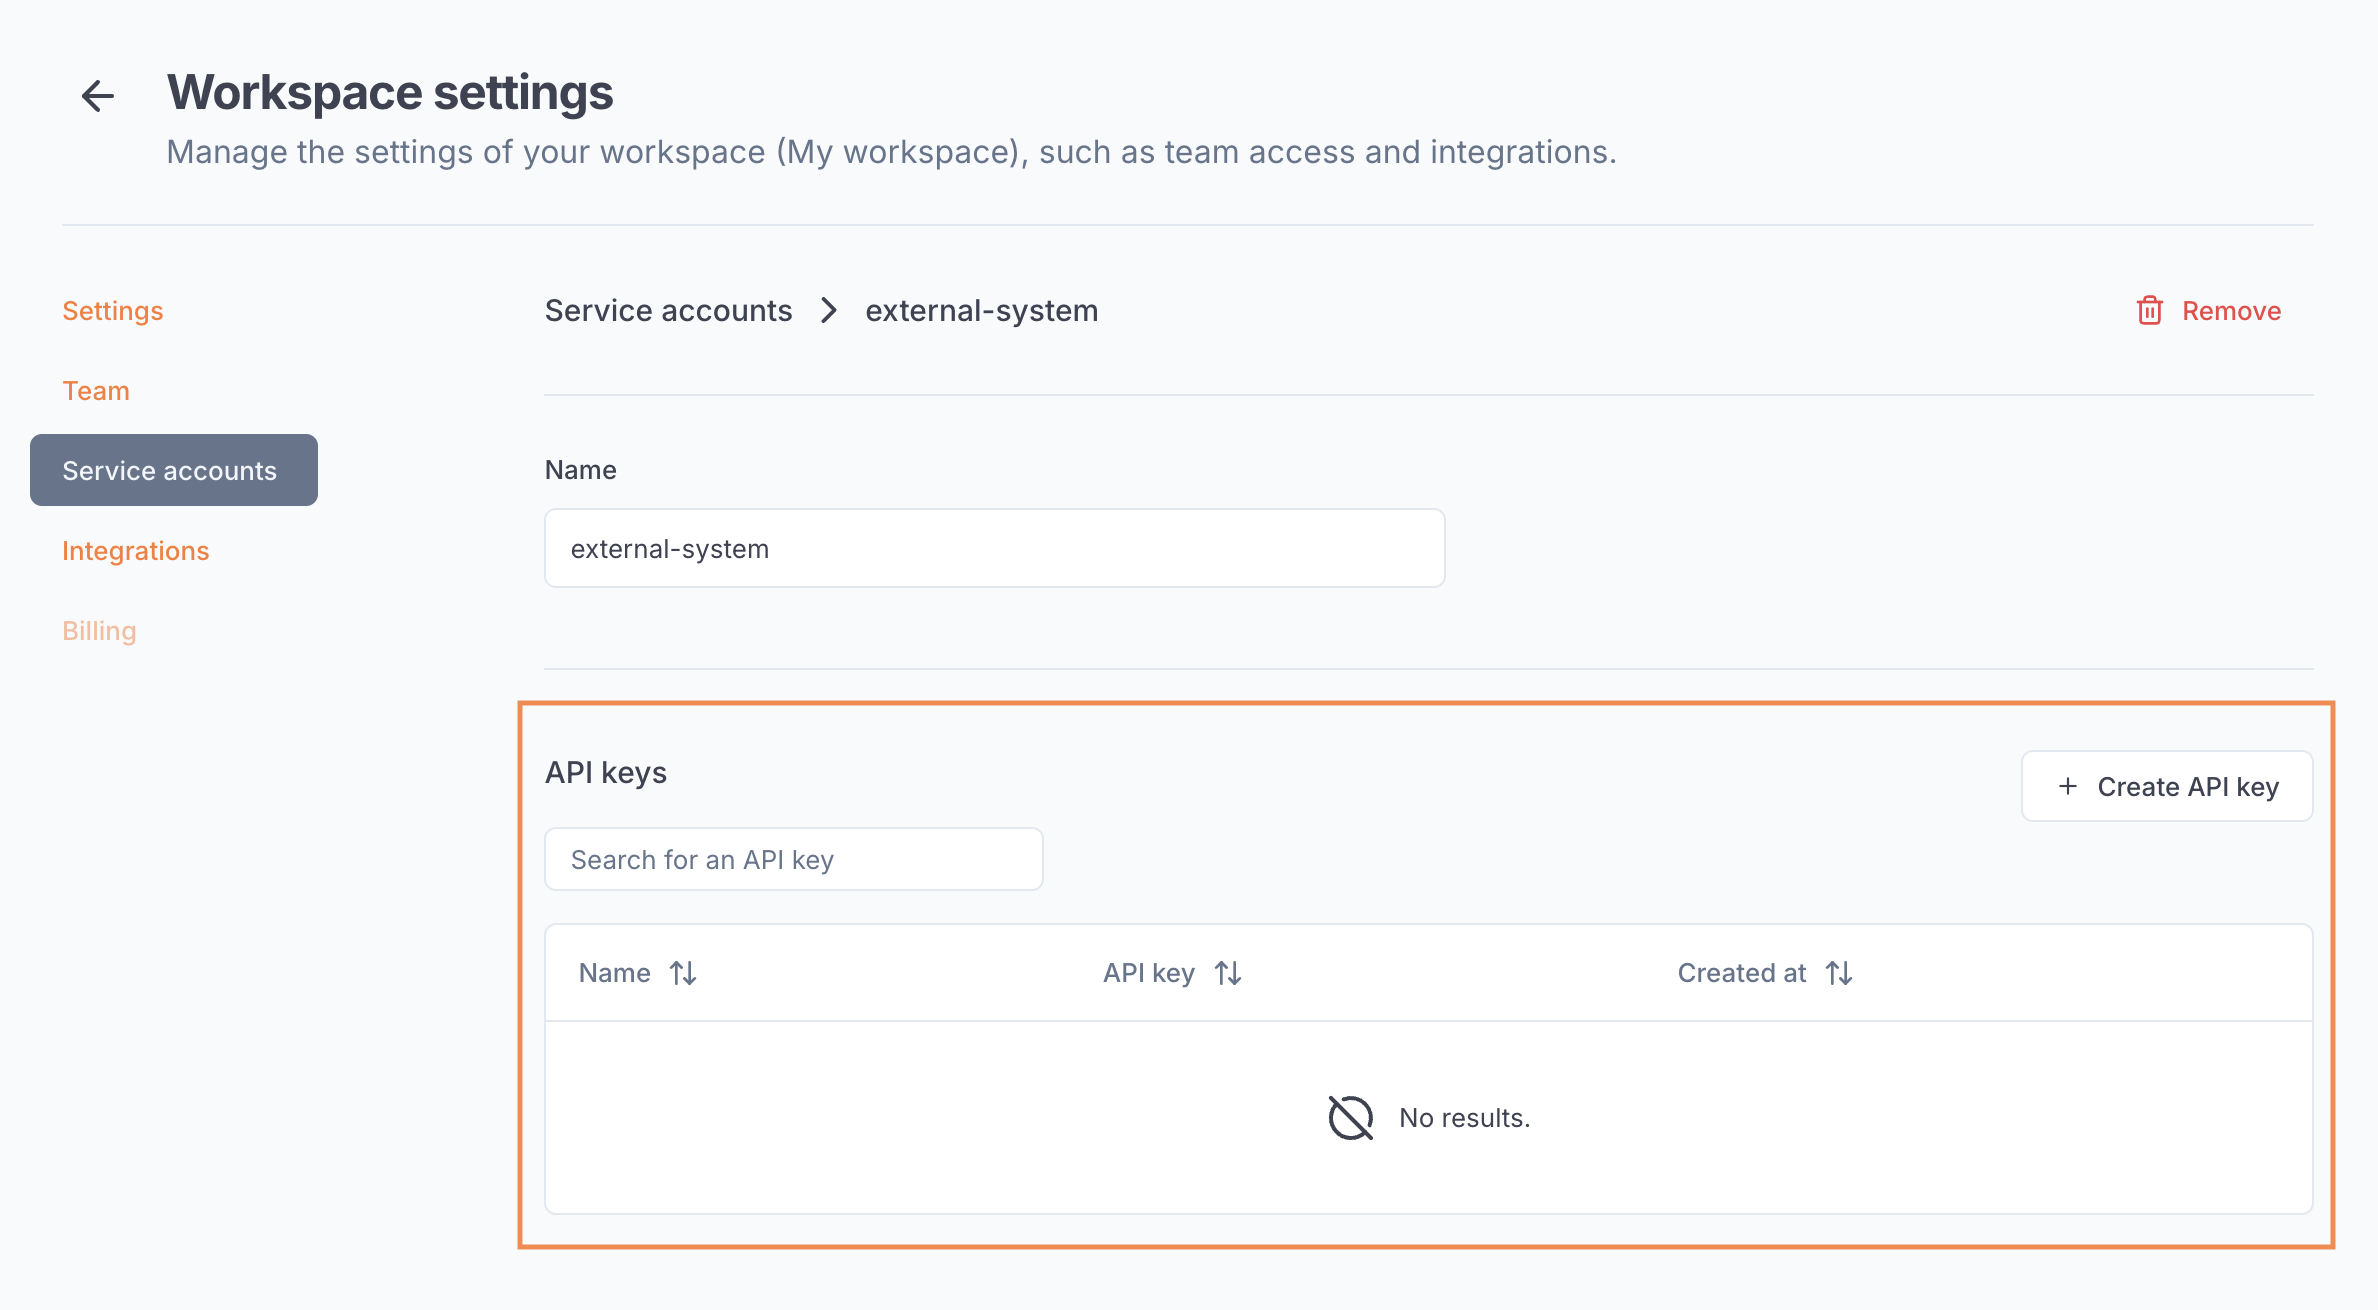 Workspace settings
Manage the settings of your workspace (My workspace), such as team access and integrations.
Settings
Team
Service accounts
Integrations
Billing
Service accounts external-system
Remove
Name
external-system
API keys
Create API key
Search for an API key
Name API key Created at
No results.